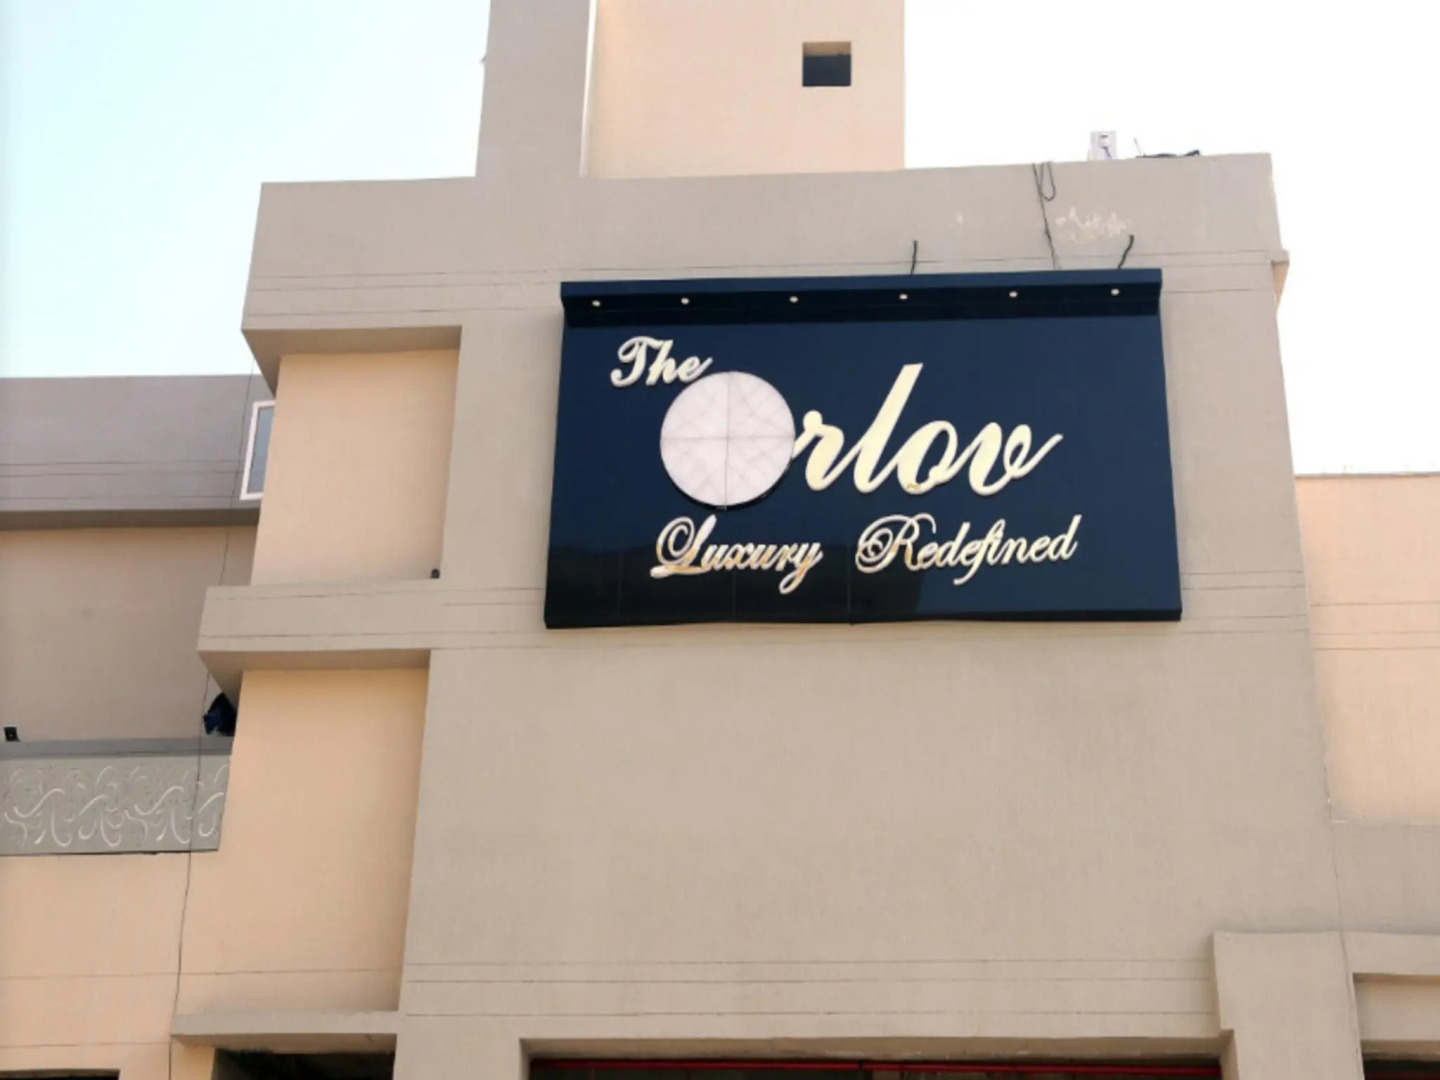 The
Orlov
Luxury Redefined